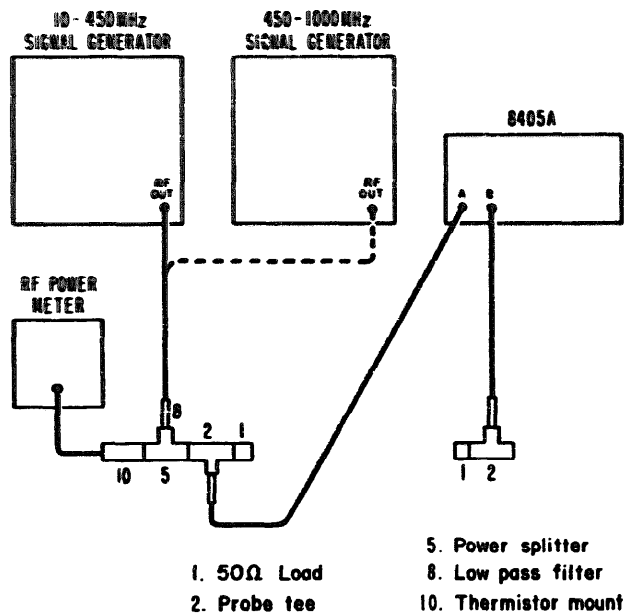 10-450MHz
SIGNAL GENERATOR
450-1000MHz
SIGNAL GENERATOR
8405A
RF
OUT
RF
OUT
A
B
RF POWER
METER
8
2
1
10
5
1
2
1. 50Ω Load
2. Probe tee
5. Power splitter
8. Low pass filter
10. Thermistor mount